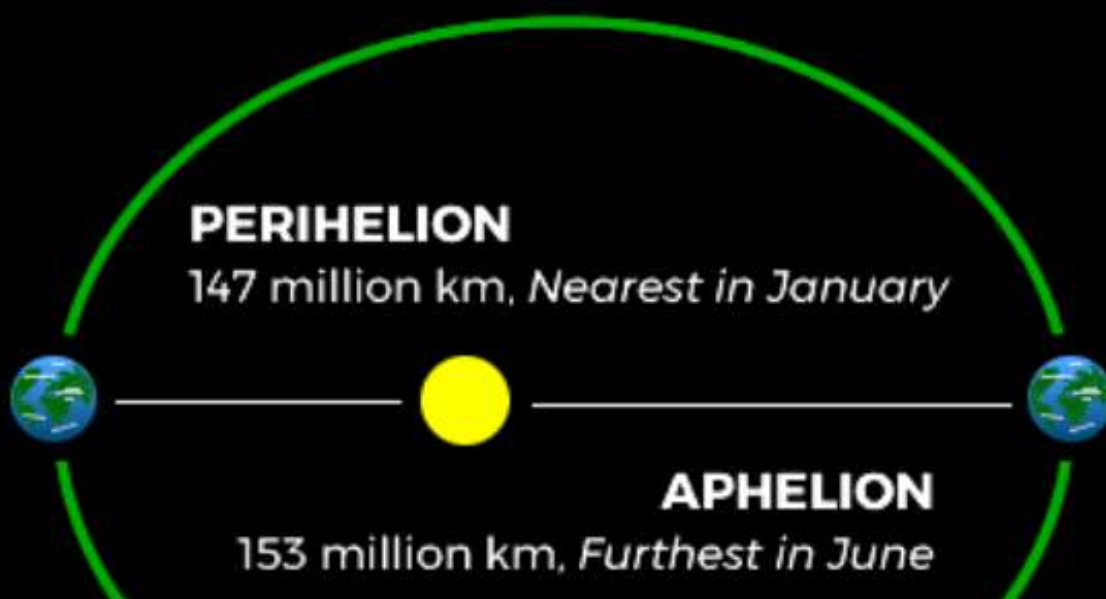 PERIHELION
147 million km, Nearest in January
APHELION
153 million km, Furthest in June